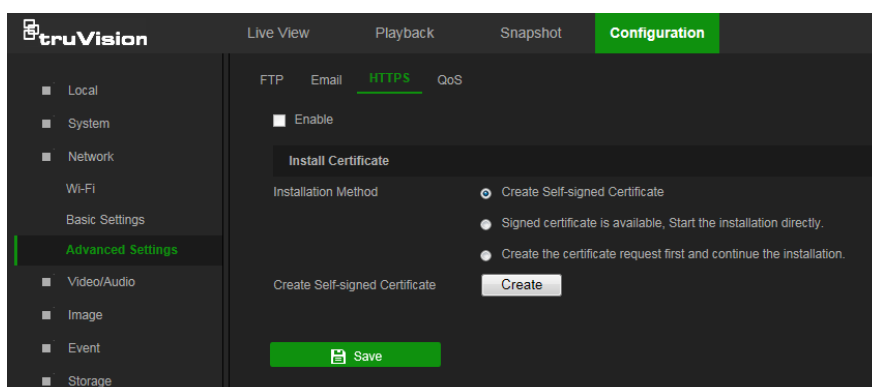 truVision
Live View Playback Snapshot Configuration
Local
System
Network
Wi-Fi
Basic Settings
Advanced Settings
Video/Audio
Image
Event
Storage
FTP Email HTTPS QoS
Enable
Install Certificate
Installation Method
Create Self-signed Certificate
Signed certificate is available, Start the installation directly.
Create the certificate request first and continue the installation.
Create Self-signed Certificate Create
Save